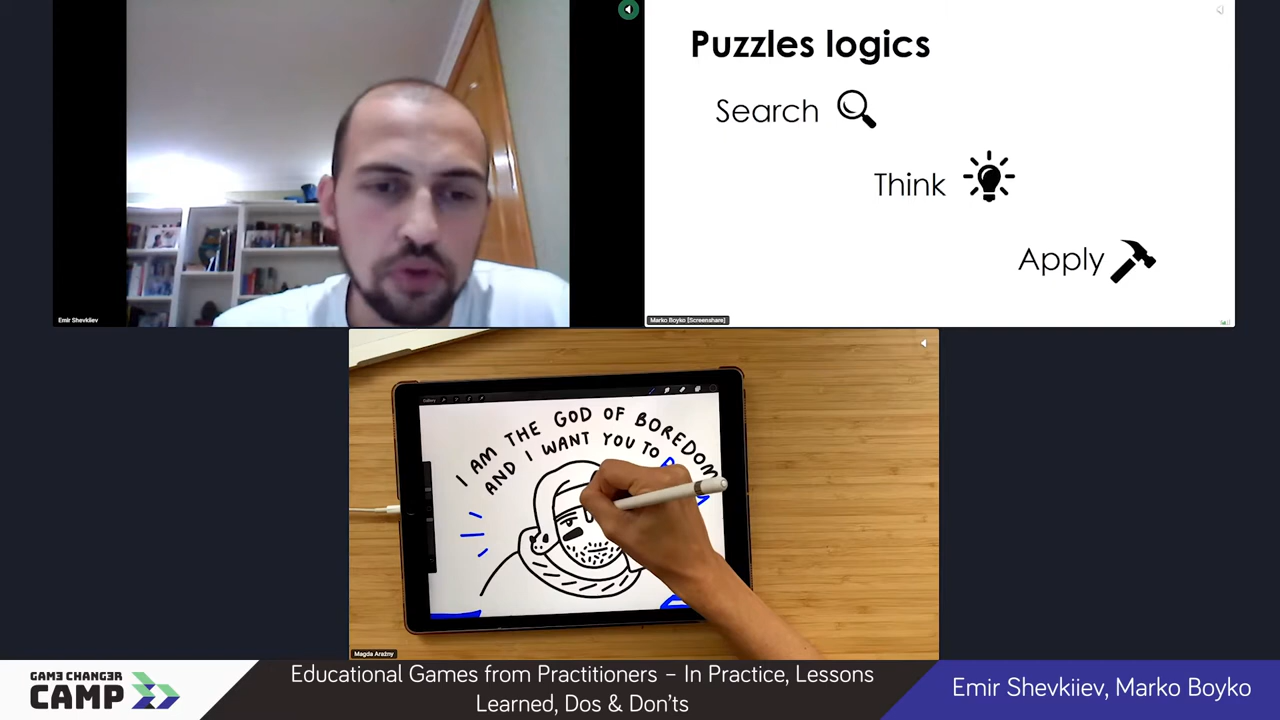 Puzzles logics
Search
Think
Apply
Emir Shevkiiev
Marko Boyko [Screenshare]
Gallery
I AM THE GOD OF BOREDOM
AND I WANT YOU TO
Magda Arażny
GAM3 CHANG3R
CAMP
Educational Games from Practitioners – In Practice, Lessons
Learned, Dos & Don'ts
Emir Shevkiiev, Marko Boyko